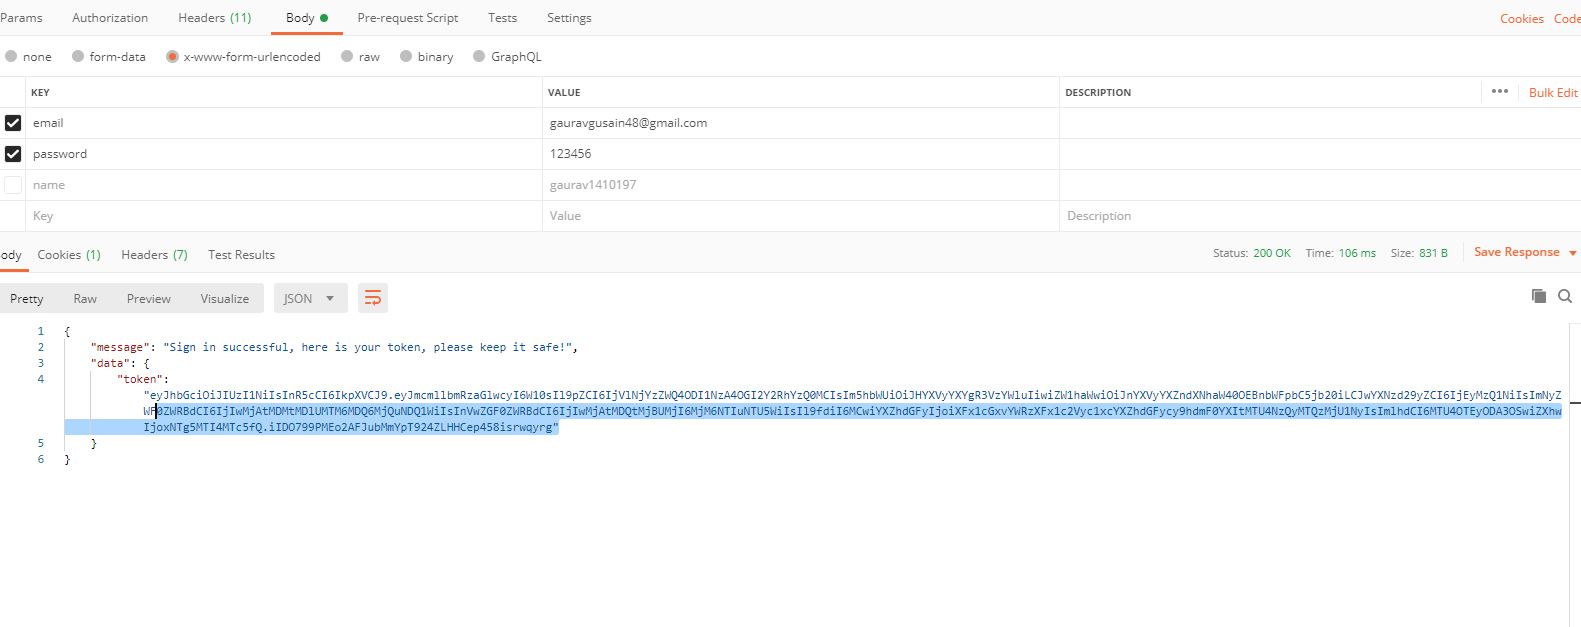 Params Authorization Headers (11) Body Pre-request Script Tests Settings Cookies Code
none form-data x-www-form-urlencoded raw binary GraphQL
KEY VALUE DESCRIPTION ••• Bulk Edit
email gauravgusain48@gmail.com
password 123456
name gaurav1410197
Key Value Description
ody Cookies (1) Headers (7) Test Results Status: 200 OK Time: 106 ms Size: 831 B Save Response
Pretty Raw Preview Visualize JSON
1 {
2 "message": "Sign in successful, here is your token, please keep it safe!",
3 "data": {
4 "token":
5 }
6 }